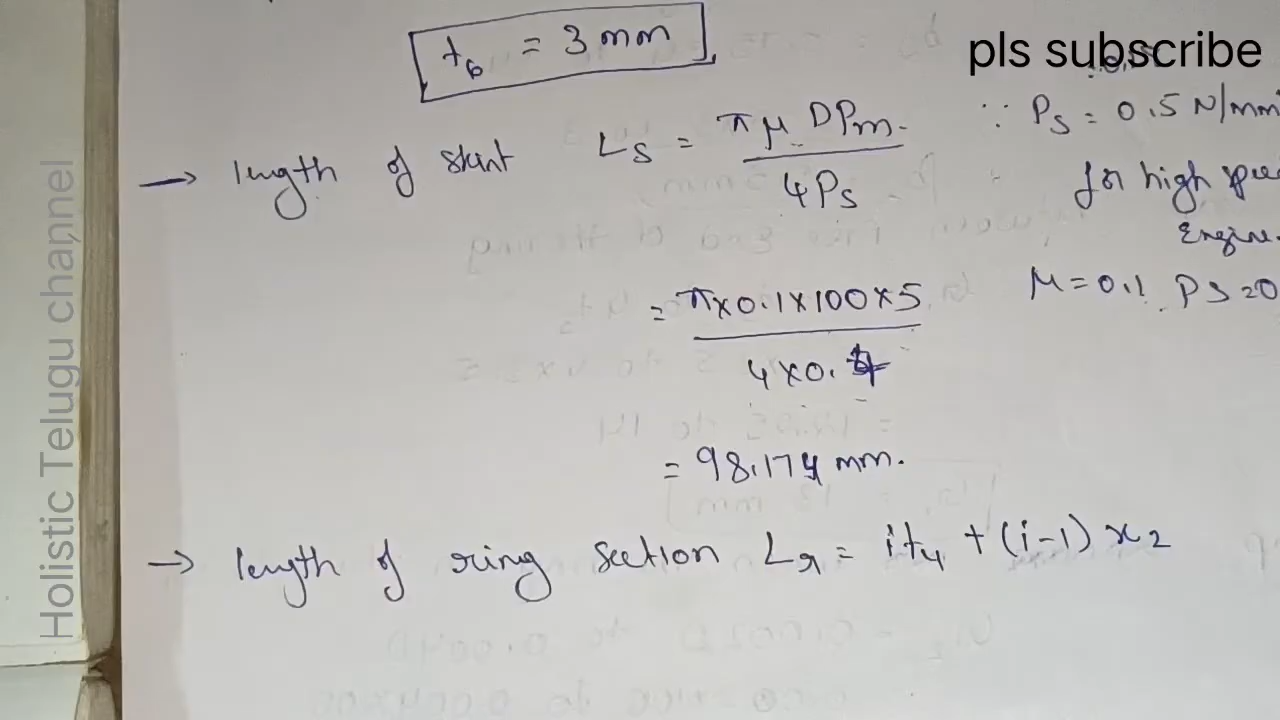 pls subscribe
t6 = 3 mm
→ length of skirt Ls = πμ DPm. / 4Ps
∵ Ps = 0.5 N/mm
for high spee
Engine.
= π×0.1×100×5 / 4×0.4
μ = 0.1 Ps = 0
= 98.174 mm.
→ length of ring section Lr = it4 + (i-1) x2
Holistic Telugu channel